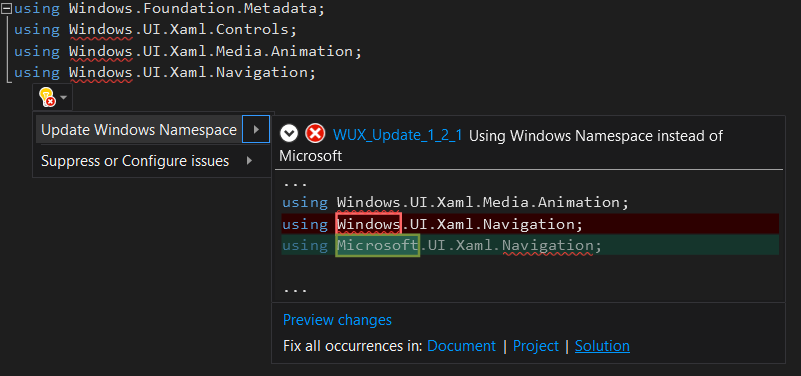 using Windows.Foundation.Metadata;
using Windows.UI.Xaml.Controls;
using Windows.UI.Xaml.Media.Animation;
using Windows.UI.Xaml.Navigation;
Update Windows Namespace
Suppress or Configure issues
WUX_Update_1_2_1 Using Windows Namespace instead of
Microsoft
...
using Windows.UI.Xaml.Media.Animation;
using Windows.UI.Xaml.Navigation;
using Microsoft.UI.Xaml.Navigation;
...
Preview changes
Fix all occurrences in: Document | Project | Solution